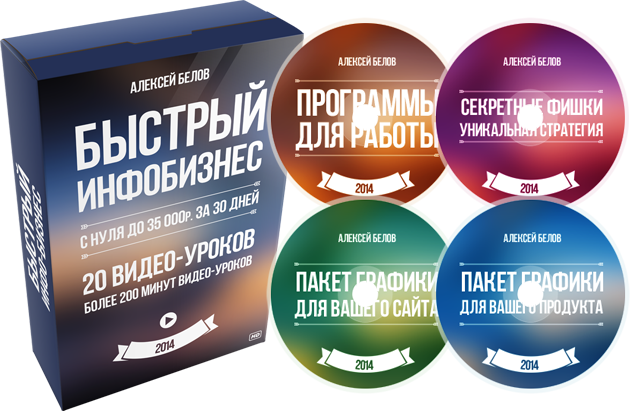 АЛЕКСЕЙ БЕЛОВ
БЫСТРЫЙ
ИНФОБИЗНЕС
С НУЛЯ ДО 35 000Р. ЗА 30 ДНЕЙ
20 ВИДЕО-УРОКОВ
БОЛЕЕ 200 МИНУТ ВИДЕО-УРОКОВ
2014
HD
БЫСТРЫЙ
ИНФОБИЗНЕС
АЛЕКСЕЙ БЕЛОВ
ПРОГРАММЫ
ДЛЯ РАБОТЫ
2014
АЛЕКСЕЙ БЕЛОВ
СЕКРЕТНЫЕ ФИШКИ
УНИКАЛЬНАЯ СТРАТЕГИЯ
2014
АЛЕКСЕЙ БЕЛОВ
ПАКЕТ ГРАФИКИ
ДЛЯ ВАШЕГО САЙТА
2014
АЛЕКСЕЙ БЕЛОВ
ПАКЕТ ГРАФИКИ
ДЛЯ ВАШЕГО ПРОДУКТА
2014